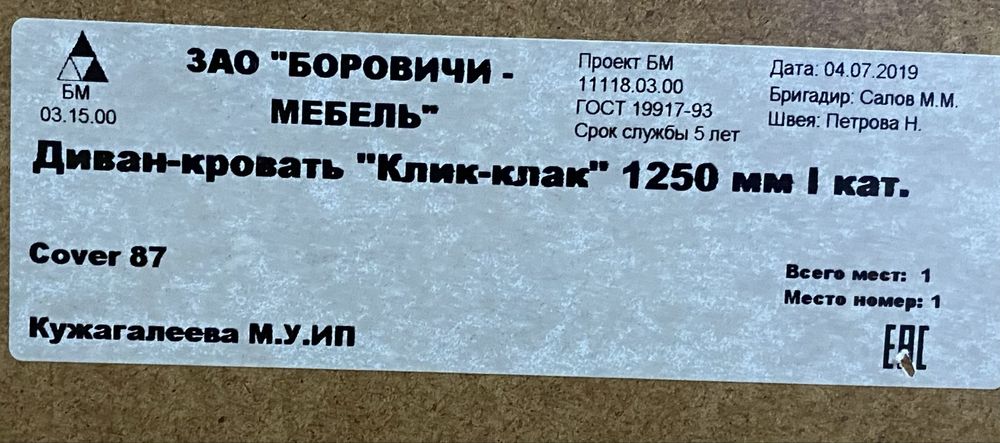 БМ
03.15.00
ЗАО "БОРОВИЧИ -
МЕБЕЛЬ"
Проект БМ
11118.03.00
ГОСТ 19917-93
Срок службы 5 лет
Дата: 04.07.2019
Бригадир: Салов М.М.
Швея: Петрова Н.
Диван-кровать "Клик-клак" 1250 мм I кат.
Cover 87
Всего мест: 1
Место номер: 1
Кужагалеева М.У.ИП
ЕАС